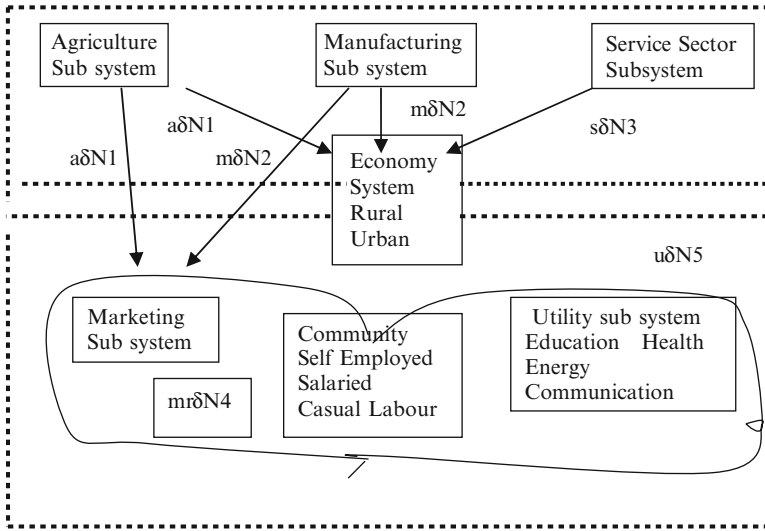 Agriculture
Sub system
Manufacturing
Sub system
Service Sector
Subsystem
aδN1
aδN1
mδN2
mδN2
sδN3
Economy
System
Rural
Urban
uδN5
Marketing
Sub system
mrδN4
Community
Self Employed
Salaried
Casual Labour
Utility sub system
Education Health
Energy
Communication